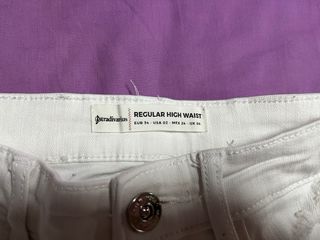 stradivarius
REGULAR HIGH WAIST
EUR 34 - USA 02 - MEX 24 - UK 06